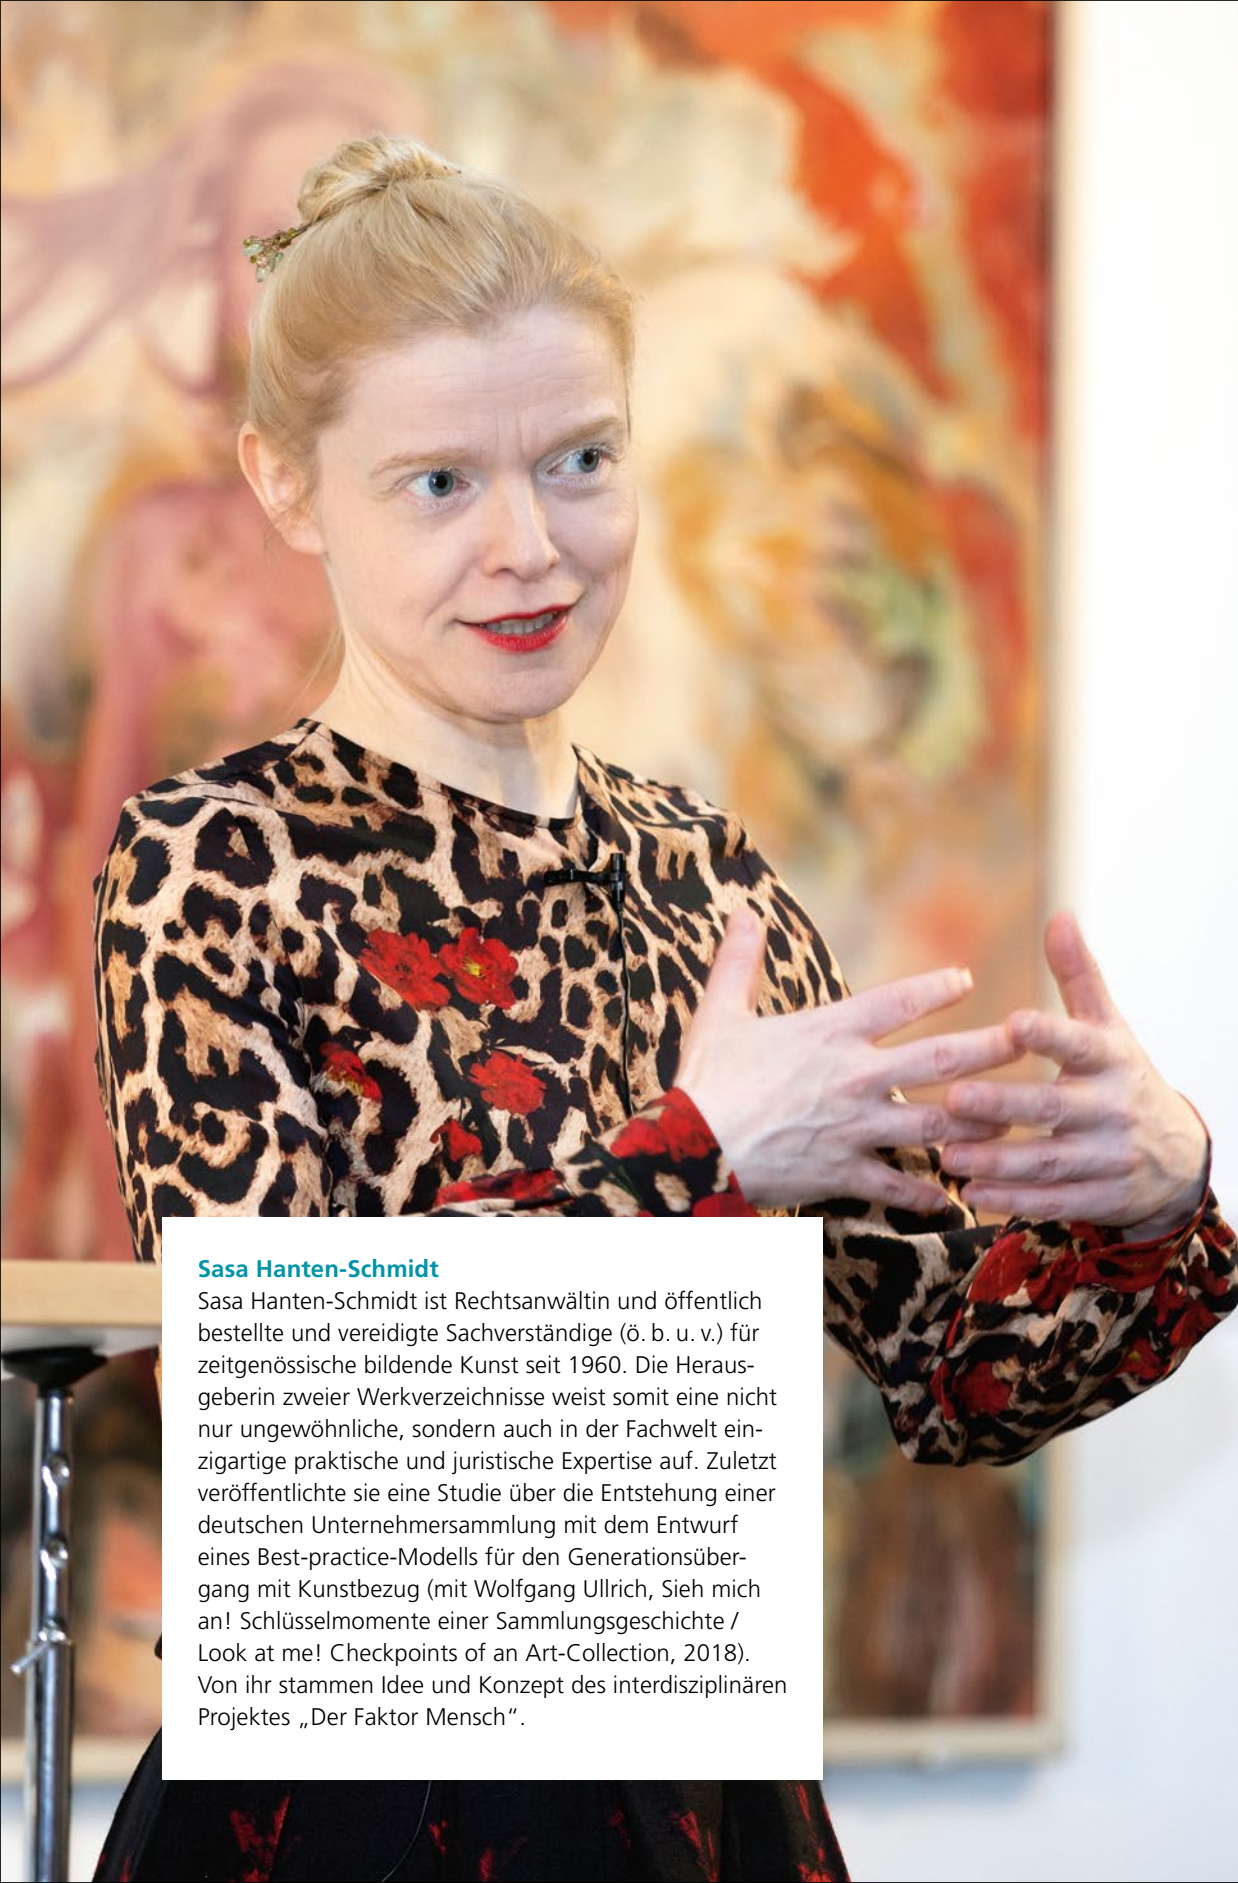 Sasa Hanten-Schmidt
Sasa Hanten-Schmidt ist Rechtsanwältin und öffentlich
bestellte und vereidigte Sachverständige (ö. b. u. v.) für
zeitgenössische bildende Kunst seit 1960. Die Heraus-
geberin zweier Werkverzeichnisse weist somit eine nicht
nur ungewöhnliche, sondern auch in der Fachwelt ein-
zigartige praktische und juristische Expertise auf. Zuletzt
veröffentlichte sie eine Studie über die Entstehung einer
deutschen Unternehmersammlung mit dem Entwurf
eines Best-practice-Modells für den Generationsüber-
gang mit Kunstbezug (mit Wolfgang Ullrich, Sieh mich
an! Schlüsselmomente einer Sammlungsgeschichte /
Look at me! Checkpoints of an Art-Collection, 2018).
Von ihr stammen Idee und Konzept des interdisziplinären
Projektes „Der Faktor Mensch“.